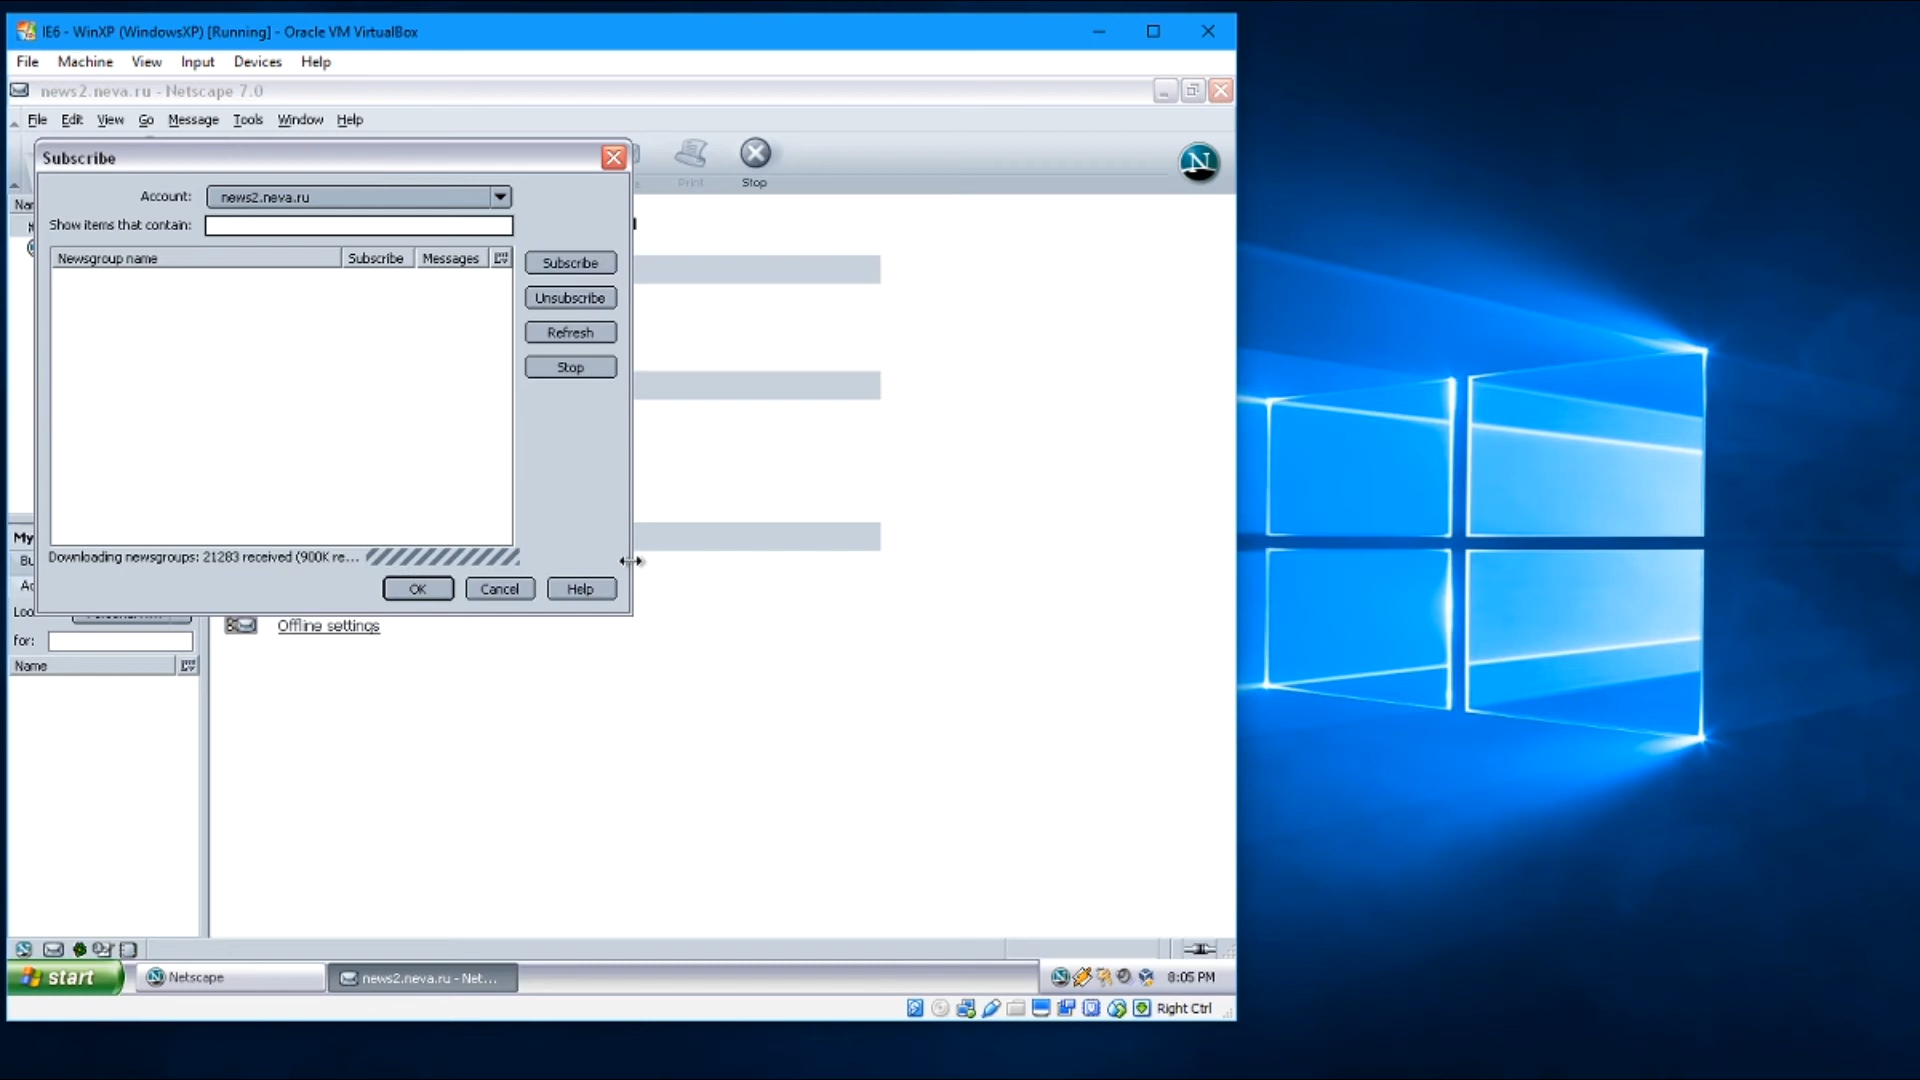 IE6 - WinXP (WindowsXP) [Running] - Oracle VM VirtualBox
File Machine View Input Devices Help
news2.neva.ru - Netscape 7.0
File Edit View Go Message Tools Window Help
Subscribe
Print
Stop
N
Account: news2.neva.ru
Show items that contain:
Newsgroup name Subscribe Messages
Subscribe
Unsubscribe
Refresh
Stop
My
Downloading newsgroups: 21283 received (900K re...
OK Cancel Help
Offline settings
for:
Name
start Netscape news2.neva.ru - Net... 8:05 PM
Right Ctrl